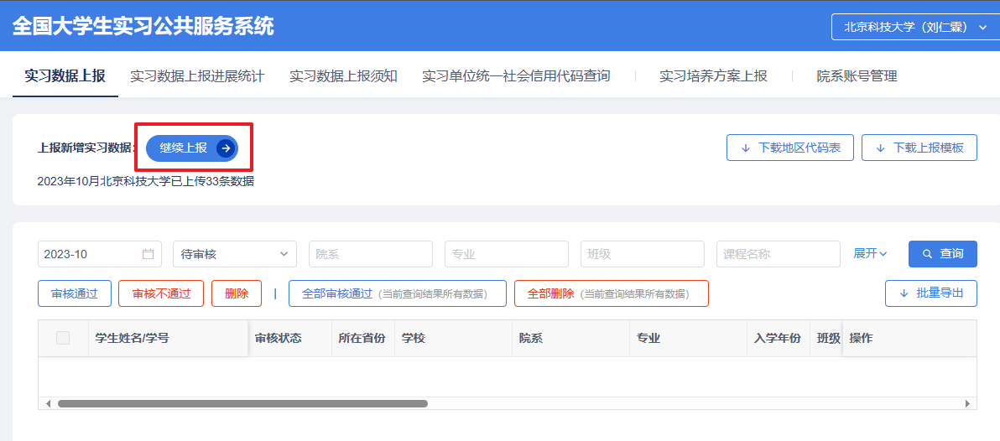 全国大学生实习公共服务系统
北京科技大学（刘仁霖）
实习数据上报 实习数据上报进展统计 实习数据上报须知 实习单位统一社会信用代码查询 实习培养方案上报 院系账号管理
上报新增实习数据: 继续上报 下载地区代码表 下载上报模板
2023年10月北京科技大学已上传33条数据
2023-10 待审核 院系 专业 班级 课程名称 展开 查询
审核通过 审核不通过 删除 | 全部审核通过（当前查询结果所有数据） 全部删除（当前查询结果所有数据） 批量导出
学生姓名/学号 审核状态 所在省份 学校 院系 专业 入学年份 班级 操作